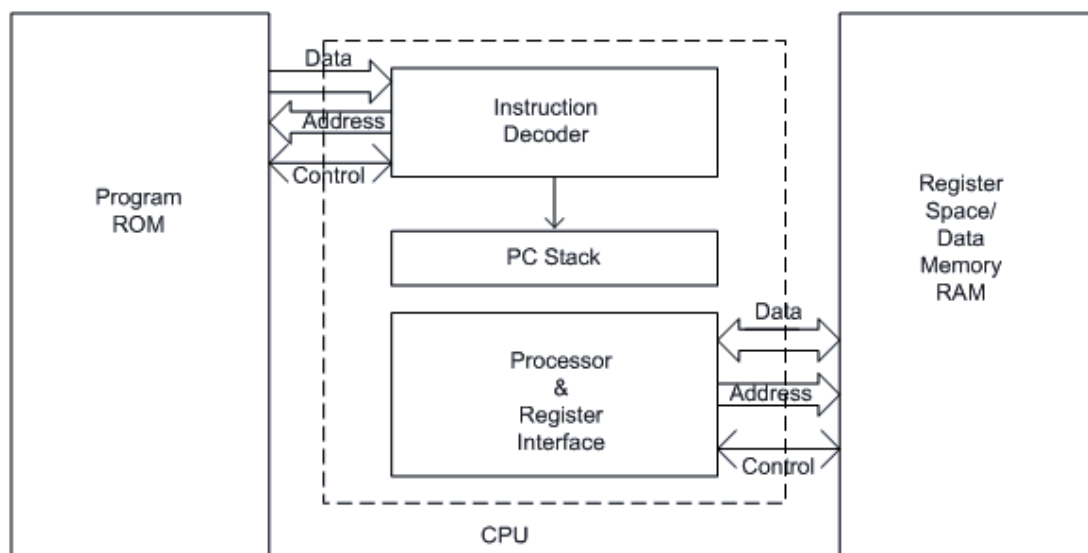 Data
Address
Control
Program
ROM
Instruction
Decoder
PC Stack
Processor
&
Register
Interface
CPU
Data
Address
Control
Register
Space/
Data
Memory
RAM